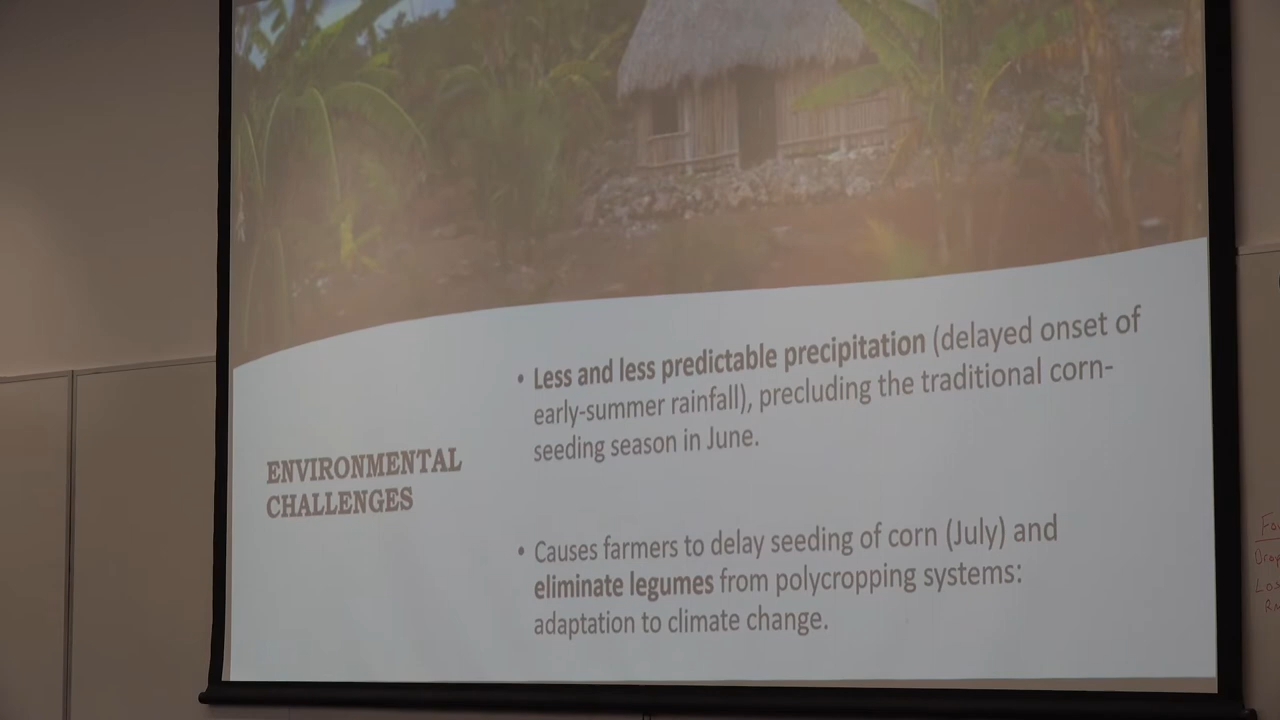 ENVIRONMENTAL
CHALLENGES
• Less and less predictable precipitation (delayed onset of
early-summer rainfall), precluding the traditional corn-
seeding season in June.
• Causes farmers to delay seeding of corn (July) and
eliminate legumes from polycropping systems:
adaptation to climate change.